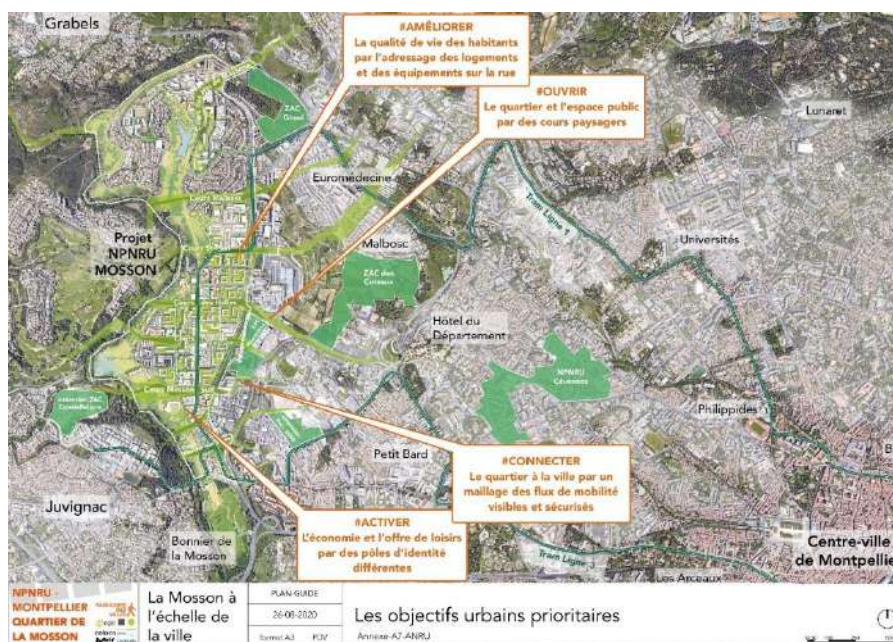 Grabels
#AMÉLIORER
La qualité de vie des habitants
par l'adressage des logements
et des équipements sur la rue
#OUVRIR
Le quartier et l'espace public
par des cours paysagers
Lunaret
ZAC
Euromédecine
Tram Ligne 1
Projet
NPNRU
MOSSON
Malbosc
Universités
ZAC des
Coteaux
Hôtel du
Département
NPNRU
Cévennes
Philippides
Petit Bard
#CONNECTER
Le quartier à la ville par un
maillage des flux de mobilité
visibles et sécurisés
Juvignac
#ACTIVER
L'économie et l'offre de loisirs
par des pôles d'identité
différentes
Bonnier de
la Mosson
Tram Ligne
Centre-ville
de Montpellie
Les Arceaux
NPNRU -
MONTPELLIER
QUARTIER DE
LA MOSSON
La Mosson à
l'échelle de
la ville
PLAN-GUIDE
26-08-2020
format A3
Les objectifs urbains prioritaires
Annexe-A7-ANRU